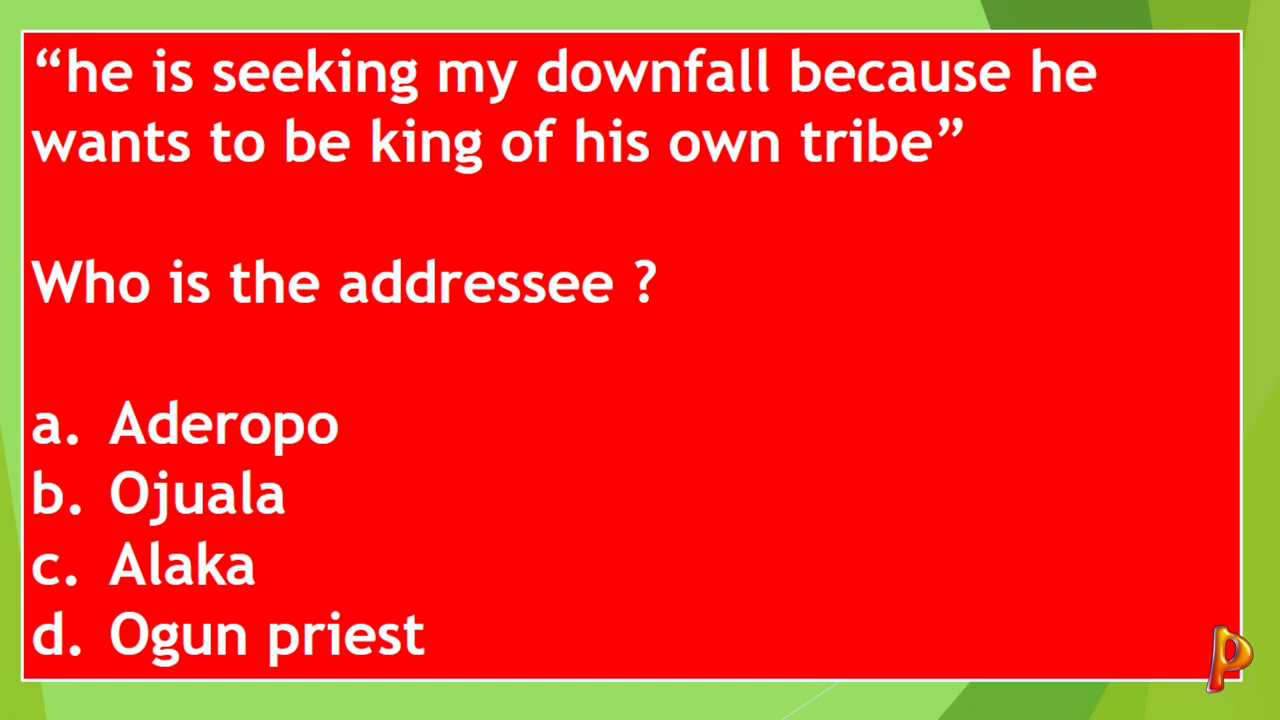 “he is seeking my downfall because he
wants to be king of his own tribe”
Who is the addressee ?
a. Aderopo
b. Ojuala
c. Alaka
d. Ogun priest
P